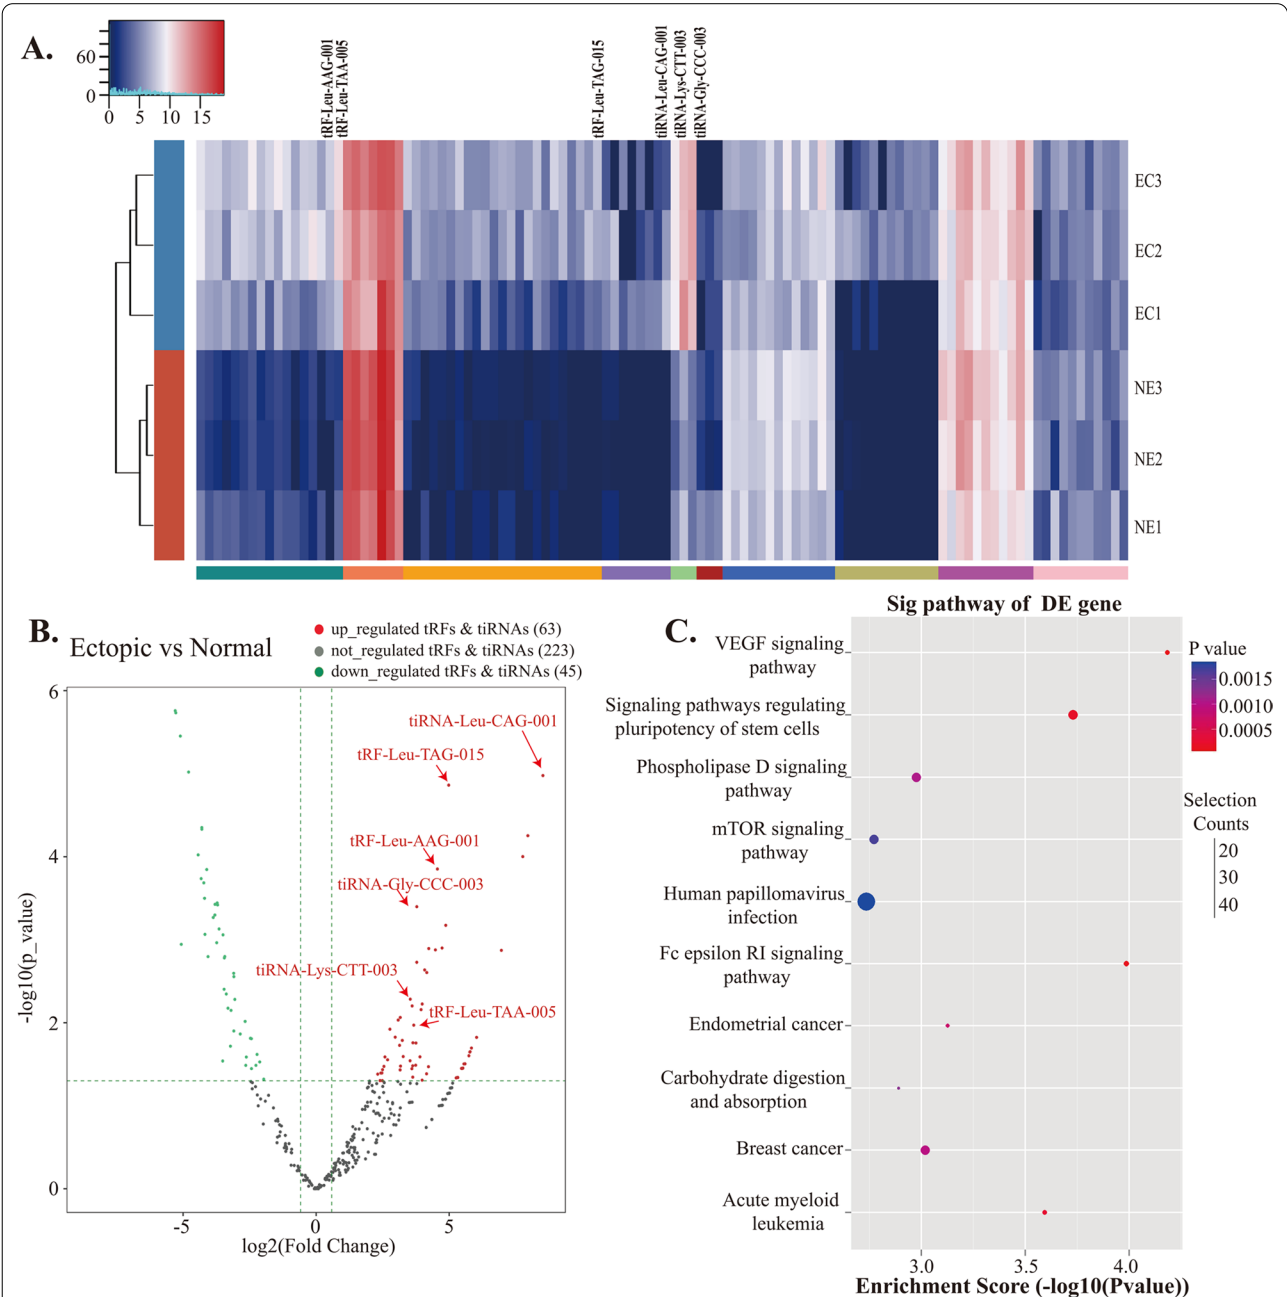 A.
60
0
0 5 10 15
tRF-Leu-AAG-001
tRF-Leu-TAA-005
tRF-Leu-TAG-015
tiRNA-Leu-CAG-001
tiRNA-Lys-CTT-003
tiRNA-Gly-CCC-003
EC3
EC2
EC1
NE3
NE2
NE1
B.
Ectopic vs Normal
up_regulated tRFs & tiRNAs (63)
not_regulated tRFs & tiRNAs (223)
down_regulated tRFs & tiRNAs (45)
6
4
2
0
-log10(p_value)
tiRNA-Leu-CAG-001
tRF-Leu-TAG-015
tRF-Leu-AAG-001
tiRNA-Gly-CCC-003
tiRNA-Lys-CTT-003
tRF-Leu-TAA-005
-5 0 5
log2(Fold Change)
C.
Sig pathway of DE gene
VEGF signaling
pathway
Signaling pathways regulating
pluripotency of stem cells
Phospholipase D signaling
pathway
mTOR signaling
pathway
Human papillomavirus
infection
Fc epsilon RI signaling
pathway
Endometrial cancer
Carbohydrate digestion
and absorption
Breast cancer
Acute myeloid
leukemia
3.0 3.5 4.0
Enrichment Score (-log10(Pvalue))
P value
0.0015
0.0010
0.0005
Selection
Counts
20
30
40